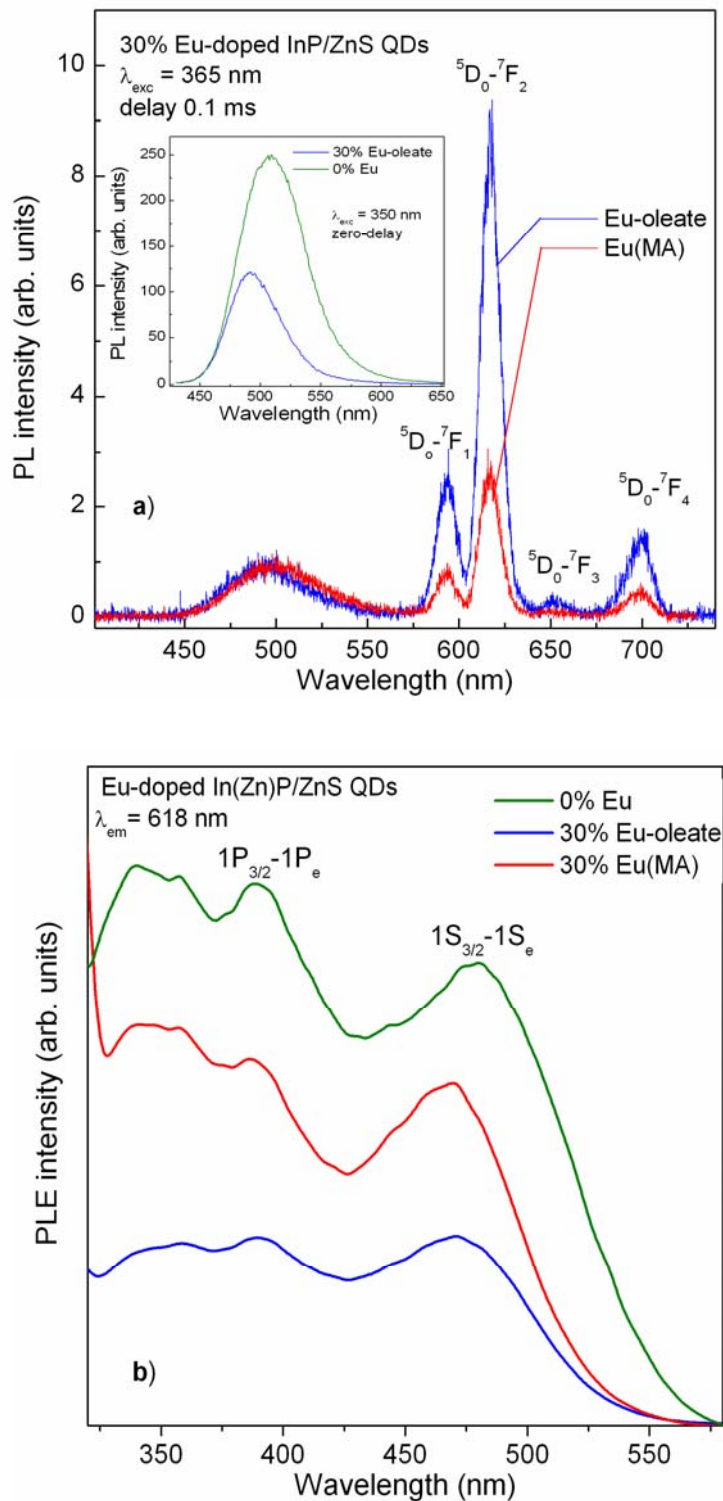 30% Eu-doped InP/ZnS QDs
λexc = 365 nm
delay 0.1 ms
⁵D₀-⁷F₂
30% Eu-oleate
0% Eu
λexc = 350 nm
zero-delay
PL intensity (arb. units)
250
200
150
100
50
0
450 500 550 600 650
Wavelength (nm)
Eu-oleate
Eu(MA)
⁵Dₒ-⁷F₁
⁵D₀-⁷F₃
⁵D₀-⁷F₄
a)
PL intensity (arb. units)
10
8
6
4
2
0
450 500 550 600 650 700
Wavelength (nm)
Eu-doped In(Zn)P/ZnS QDs
λem = 618 nm
0% Eu
30% Eu-oleate
30% Eu(MA)
1P3/2-1Pe
1S3/2-1Se
PLE intensity (arb. units)
b)
350 400 450 500 550
Wavelength (nm)